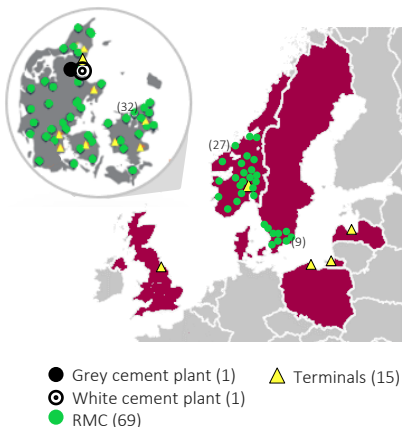 (32)
(27)
(9)
Grey cement plant (1)
Terminals (15)
White cement plant (1)
RMC (69)